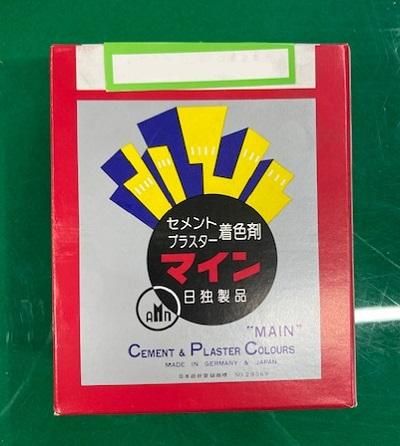 セメント
プラスター 着色剤
マイン
日独製品
AMn
"MAIN"
CEMENT & PLASTER COLOURS
MADE IN GERMANY & JAPAN